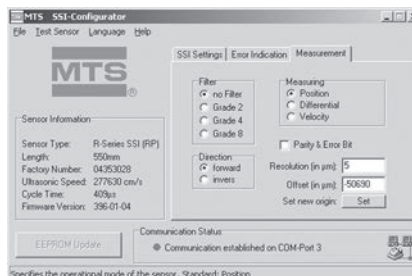 MTS SSI-Configurator
File Test Sensor Language Help
MTS
®
Sensor Information
Sensor Type: R-Series SSI (RP)
Length: 550mm
Factory Number: 04353028
Ultrasonic Speed: 277630 cm/s
Cycle Time: 409µs
Firmware Version: 396-01-04
SSI Settings Error Indication Measurement
Filter
no Filter
Grade 2
Grade 4
Grade 8
Direction
forward
invers
Measuring
Position
Differential
Velocity
Parity & Error Bit
Resolution (in µm): 5
Offset (in µm): -50690
Set new origin: Set
EEPROM Update
Communication Status
Communication established on COM-Port 3
Specifies the operational mode of the sensor. Standard: Position